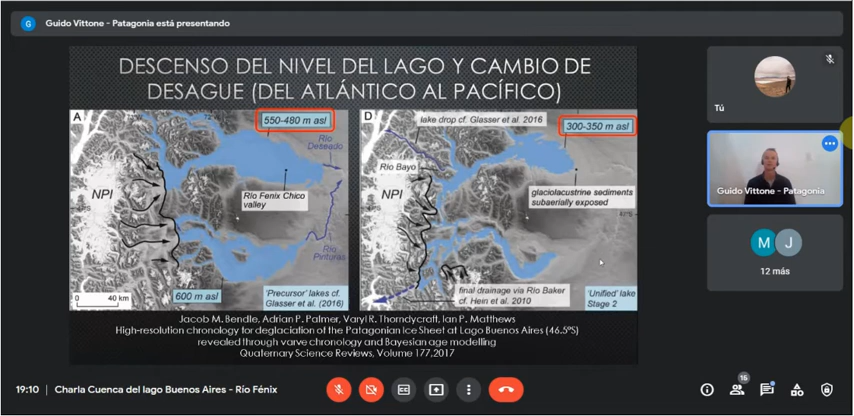 G Guido Vittone - Patagonia está presentando
DESCENSO DEL NIVEL DEL LAGO Y CAMBIO DE
DESAGUE (DEL ATLÁNTICO AL PACÍFICO)
A
550-480 m asl
Río
Deseado
NPI
Río Fenix Chico
valley
Río
Pinturas
600 m asl
0 40 km
'Precursor' lakes cf.
Glasser et al. (2016)
D
lake drop cf. Glasser et al. 2016
300-350 m asl
Río Bayo
NPI
glaciolacustrine sediments
subaerially exposed
47°S
final drainage via Río Baker
cf. Hein et al. 2010
'Unified' lake
Stage 2
Jacob M. Bendle, Adrian P. Palmer, Varyl R. Thorndycraft, Ian P. Matthews
High-resolution chronology for deglaciation of the Patagonian Ice Sheet at Lago Buenos Aires (46.5°S)
revealed through varve chronology and Bayesian age modelling
Quaternary Science Reviews, Volume 177,2017
Tú
Guido Vittone - Patagonia
M J
12 más
19:10 | Charla Cuenca del lago Buenos Aires - Río Fénix
CC
15